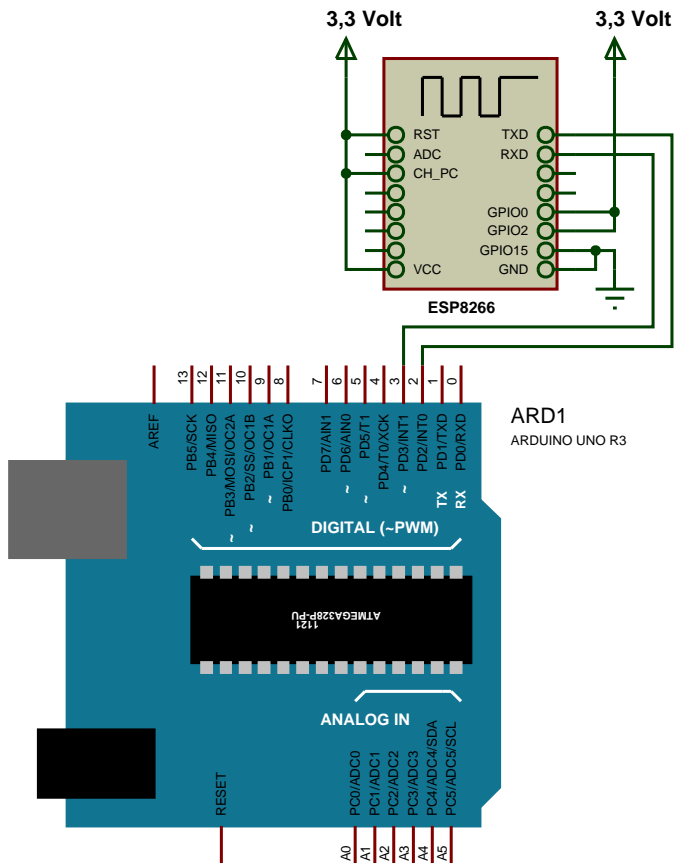 3,3 Volt
3,3 Volt
RST
TXD
ADC
RXD
CH_PC
GPIO0
GPIO2
GPIO15
VCC
GND
ESP8266
13
12
11
10
9
8
7
6
5
4
3
2
1
0
AREF
PB5/SCK
PB4/MISO
PB3/MOSI/OC2A
PB2/SS/OC1B
PB1/OC1A
PB0/ICP1/CLKO
PD7/AIN1
PD6/AIN0
PD5/T1
PD4/T0/XCK
PD3/INT1
PD2/INT0
PD1/TXD
PD0/RXD
~
~
~
~
~
~
TX
RX
ARD1
ARDUINO UNO R3
DIGITAL (~PWM)
ATMEGA328P-PU
1121
ANALOG IN
RESET
PC0/ADC0
PC1/ADC1
PC2/ADC2
PC3/ADC3
PC4/ADC4/SDA
PC5/ADC5/SCL
A0
A1
A2
A3
A4
A5